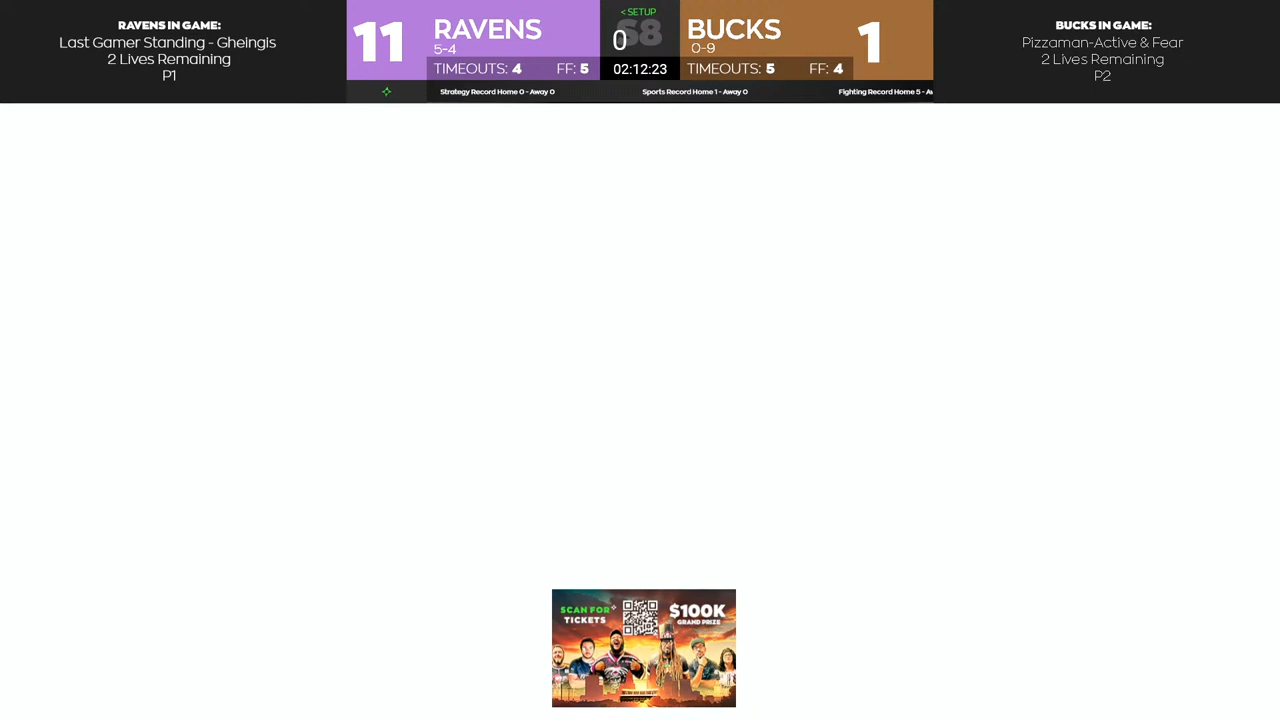 RAVENS IN GAME:
Last Gamer Standing - Gheingis
2 Lives Remaining
P1
11
RAVENS
5-4
TIMEOUTS: 4 FF: 5
< SETUP
S8
0
02:12:23
BUCKS
0-9
TIMEOUTS: 5 FF: 4
1
Strategy Record Home 0 - Away 0 Sports Record Home 1 - Away 0 Fighting Record Home 5 -
BUCKS IN GAME:
Pizzaman-Active & Fear
2 Lives Remaining
P2
SCAN FOR
TICKETS
$100K
GRAND PRIZE